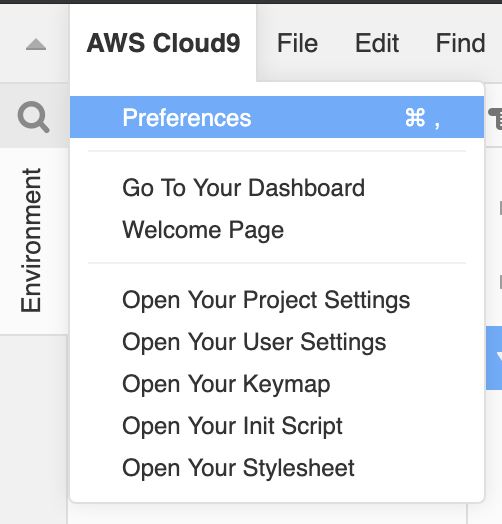 AWS Cloud9 File Edit Find
Preferences ⌘ ,
Environment
Go To Your Dashboard
Welcome Page
Open Your Project Settings
Open Your User Settings
Open Your Keymap
Open Your Init Script
Open Your Stylesheet